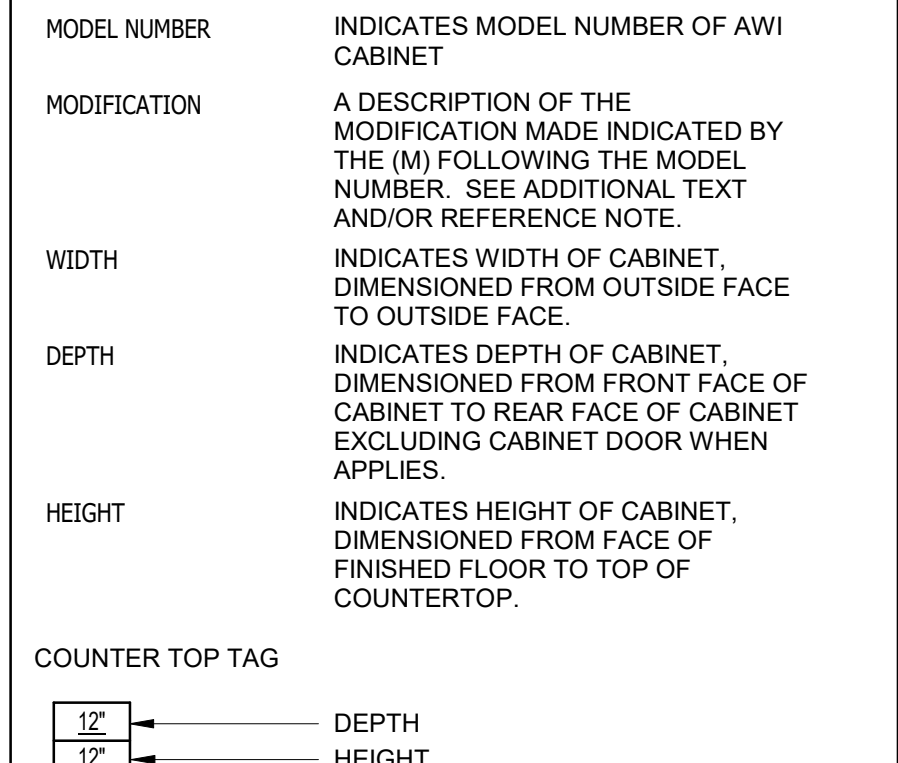 MODEL NUMBER INDICATES MODEL NUMBER OF AWI
CABINET
MODIFICATION A DESCRIPTION OF THE
MODIFICATION MADE INDICATED BY
THE (M) FOLLOWING THE MODEL
NUMBER. SEE ADDITIONAL TEXT
AND/OR REFERENCE NOTE.
WIDTH INDICATES WIDTH OF CABINET,
DIMENSIONED FROM OUTSIDE FACE
TO OUTSIDE FACE.
DEPTH INDICATES DEPTH OF CABINET,
DIMENSIONED FROM FRONT FACE OF
CABINET TO REAR FACE OF CABINET
EXCLUDING CABINET DOOR WHEN
APPLIES.
HEIGHT INDICATES HEIGHT OF CABINET,
DIMENSIONED FROM FACE OF
FINISHED FLOOR TO TOP OF
COUNTERTOP.
COUNTER TOP TAG
12" DEPTH
12" HEIGHT